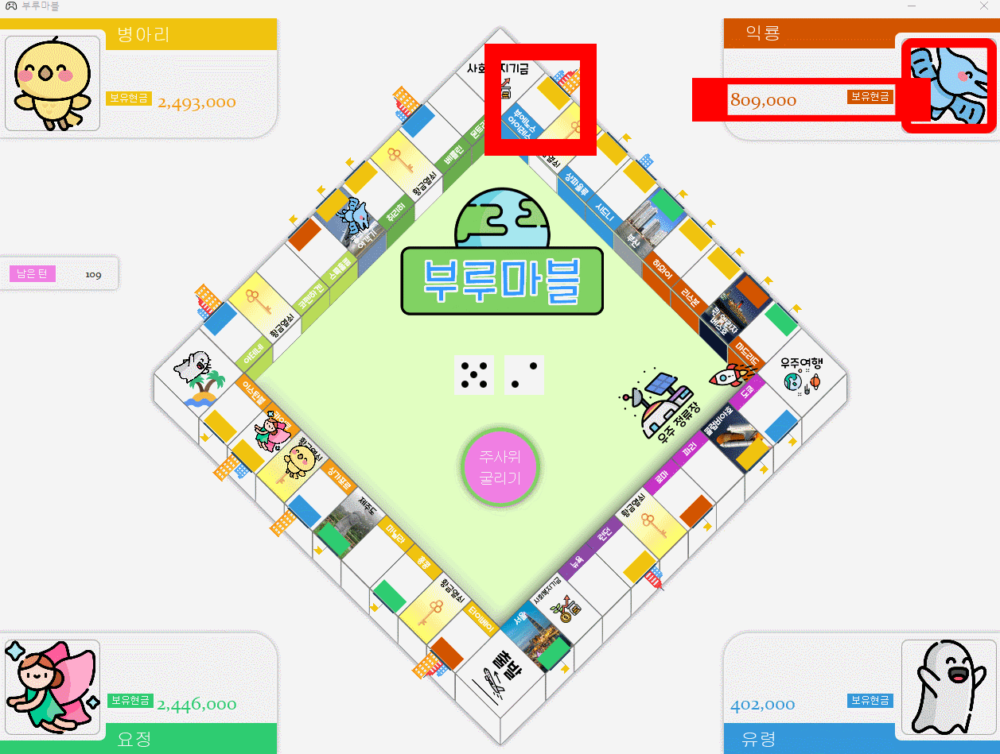 부루마블
병아리
보유현금 2,493,000
익룡
809,000 보유현금
남은 턴 109
사회
지기금
부에노스
아이레스
황금열쇠
상파울루
시드니
부산
하와이
리스본
퀸 엘리자
베스호
마드리드
우주여행
베를린
황금열쇠
취리히
여객기
스톡홀름
코펜하겐
황금열쇠
아테네
부루마블
우주 정류장
이스탄불
황금열쇠
싱가포르
제주도
마닐라
홍콩
황금열쇠
타이베이
주사위
굴리기
도쿄
콜럼비아호
파리
로마
황금열쇠
런던
뉴욕
사회복지기금
서울
출발
보유현금 2,446,000
요정
402,000 보유현금
유령